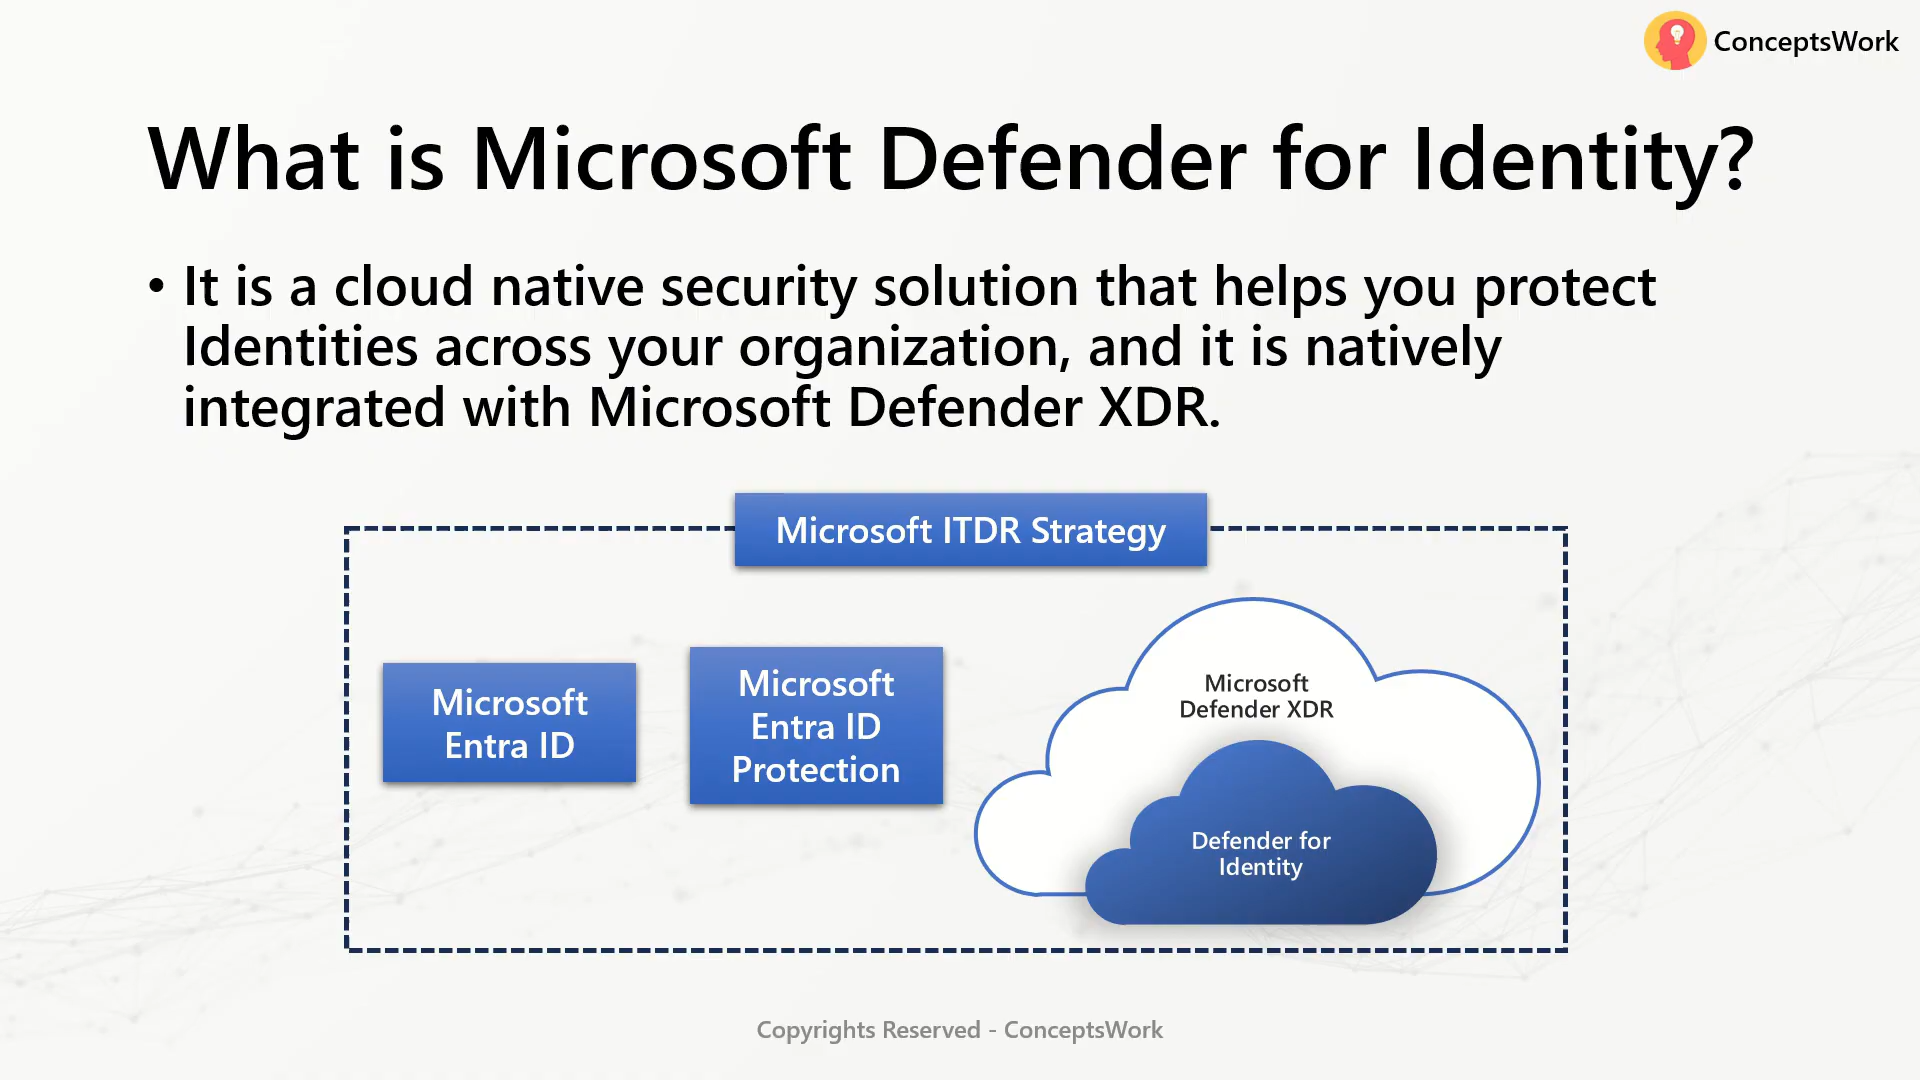 ConceptsWork
What is Microsoft Defender for Identity?
• It is a cloud native security solution that helps you protect
Identities across your organization, and it is natively
integrated with Microsoft Defender XDR.
Microsoft ITDR Strategy
Microsoft
Entra ID
Microsoft
Entra ID
Protection
Microsoft
Defender XDR
Defender for
Identity
Copyrights Reserved - ConceptsWork